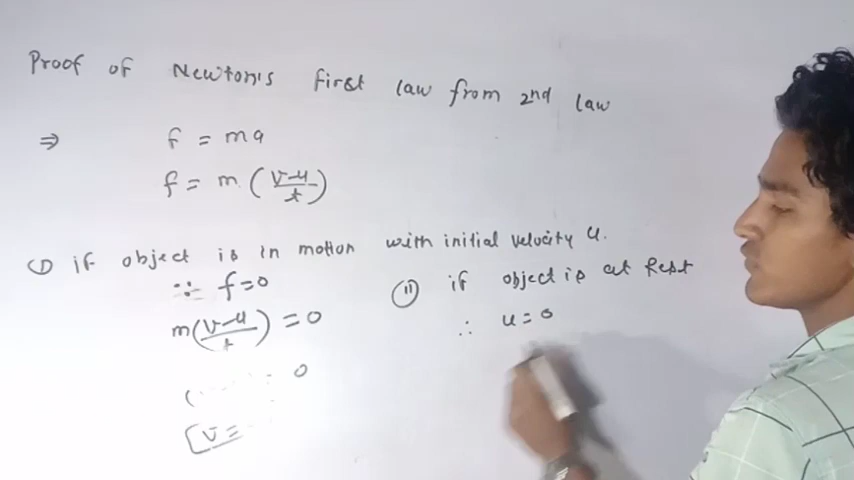 Proof of Newton's first law from 2nd law
⇒ f = ma
f = m (v-u/t)
(i) if object is in motion with initial velocity u.
∵ f=0
m(v-u/t) = 0
0
[v=
(ii) if object is at Rest
∴ u=0